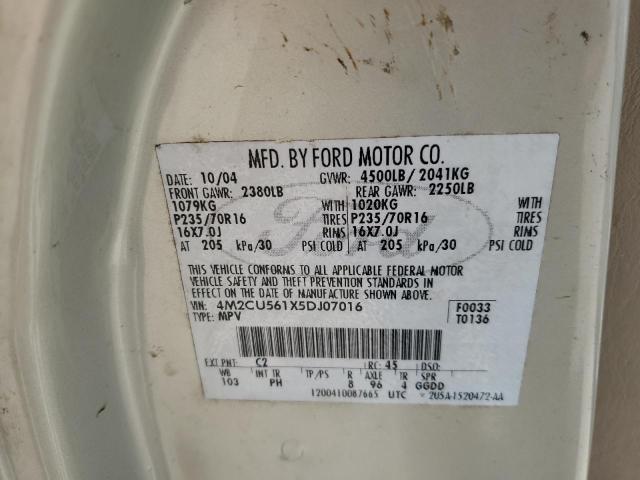 MFD. BY FORD MOTOR CO.
DATE: 10/04 GVWR: 4500LB/ 2041KG
FRONT GAWR: 2380LB REAR GAWR: 2250LB
1079KG WITH 1020KG WITH
P235/70R16 TIRES P235/70R16 TIRES
16X7.0J RIMS 16X7.0J RIMS
AT 205 kPa/30 PSI COLD AT 205 kPa/30 PSI COLD
Ford
THIS VEHICLE CONFORMS TO ALL APPLICABLE FEDERAL MOTOR
VEHICLE SAFETY AND THEFT PREVENTION STANDARDS IN
EFFECT ON THE DATE OF MANUFACTURE SHOWN ABOVE.
VIN: 4M2CU561X5DJ07016 F0033
TYPE: MPV T0136
EXT PNT: C2 RC: 45 DSO:
WB INT TR TP/PS R AXLE TR SPR
103 PH 8 96 4 GGDD
1200410087665 UTC * 2U5A-1520472-AA